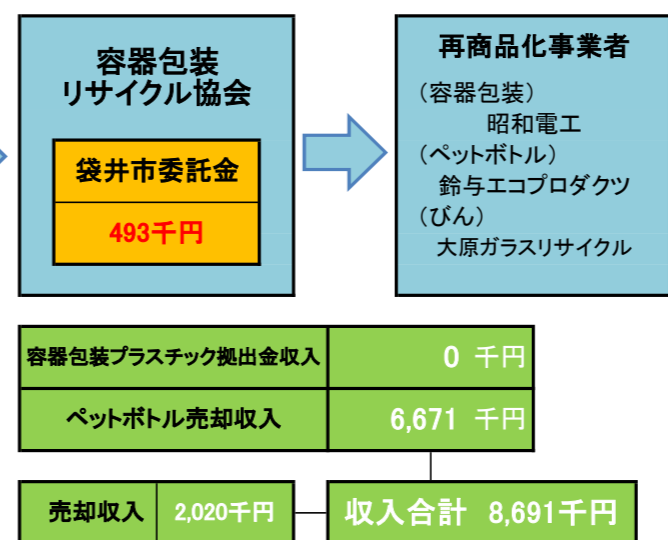 容器包装
リサイクル協会
袋井市委託金
493千円
再商品化事業者
（容器包装）
昭和電工
（ペットボトル）
鈴与エコプロダクツ
（びん）
大原ガラスリサイクル
容器包装プラスチック拠出金収入 0 千円
ペットボトル売却収入 6,671 千円
売却収入 2,020千円
収入合計 8,691千円